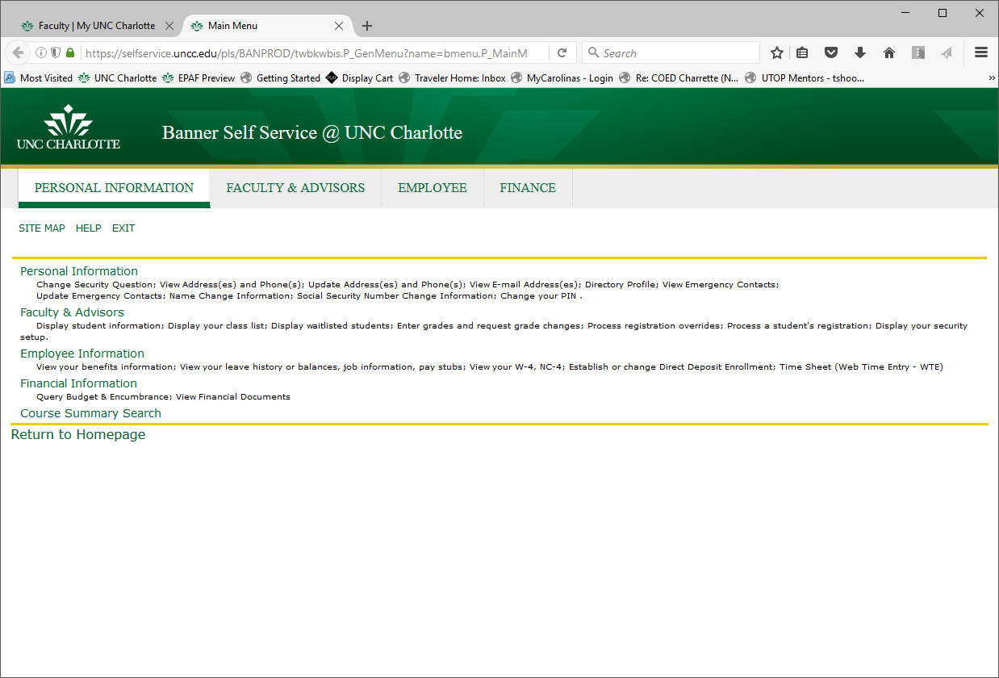 Faculty | My UNC Charlotte
Main Menu
https://selfservice.uncc.edu/pls/BANPROD/twbkwbis.P_GenMenu?name=bmenu.P_MainM
Search
Most Visited UNC Charlotte EPAF Preview Getting Started Display Cart Traveler Home: Inbox MyCarolinas - Login Re: COED Charrette (N... UTOP Mentors - tshoo...
UNC CHARLOTTE
Banner Self Service @ UNC Charlotte
PERSONAL INFORMATION FACULTY & ADVISORS EMPLOYEE FINANCE
SITE MAP HELP EXIT
Personal Information
Change Security Question; View Address(es) and Phone(s); Update Address(es) and Phone(s); View E-mail Address(es); Directory Profile; View Emergency Contacts;
Update Emergency Contacts; Name Change Information; Social Security Number Change Information; Change your PIN .
Faculty & Advisors
Display student information; Display your class list; Display waitlisted students; Enter grades and request grade changes; Process registration overrides; Process a student's registration; Display your security
setup.
Employee Information
View your benefits information; View your leave history or balances, job information, pay stubs; View your W-4, NC-4; Establish or change Direct Deposit Enrollment; Time Sheet (Web Time Entry - WTE)
Financial Information
Query Budget & Encumbrance; View Financial Documents
Course Summary Search
Return to Homepage